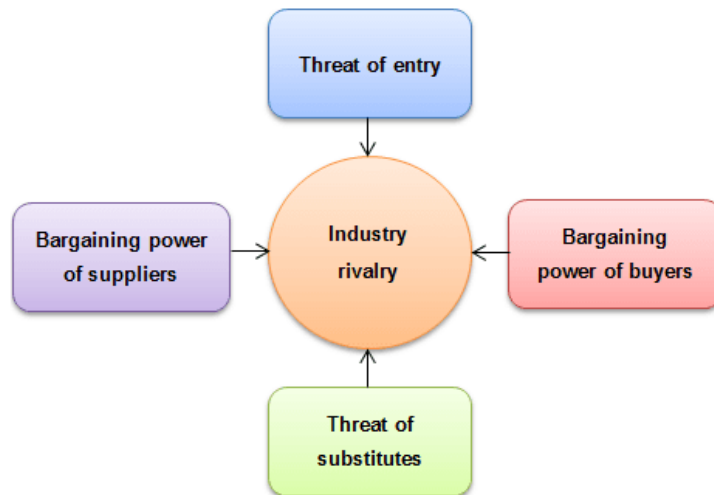 Threat of entry
Bargaining power
of suppliers
Industry
rivalry
Bargaining
power of buyers
Threat of
substitutes